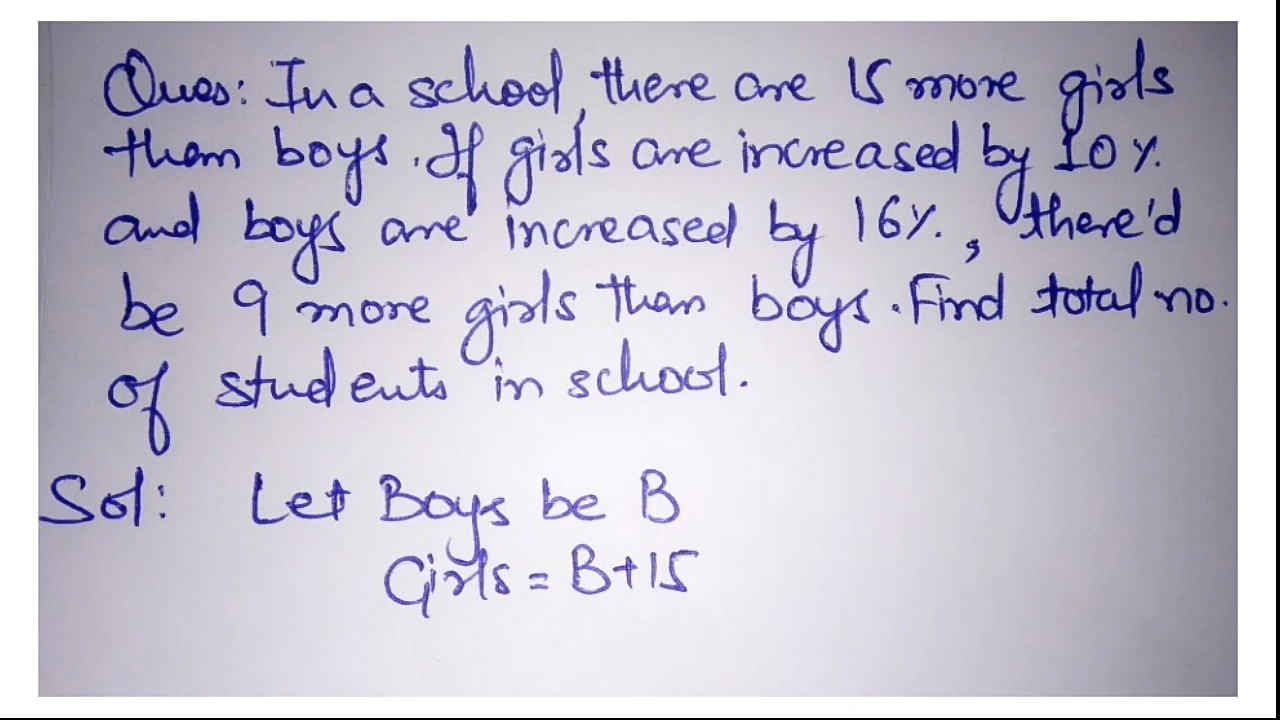 Ques: In a school, there are 15 more girls
than boys. If girls are increased by 10%
and boys are increased by 16%, there'd
be 9 more girls than boys. Find total no.
of students in school.
Sol: Let Boys be B
Girls = B+15